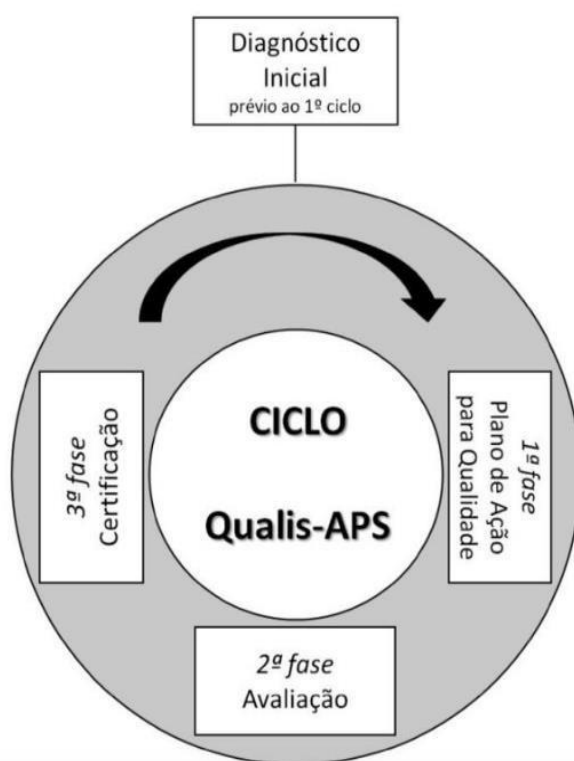 Diagnóstico
Inicial
prévio ao 1º ciclo
CICLO
Qualis-APS
1ª fase
Plano de Ação
para Qualidade
2ª fase
Avaliação
3ª fase
Certificação